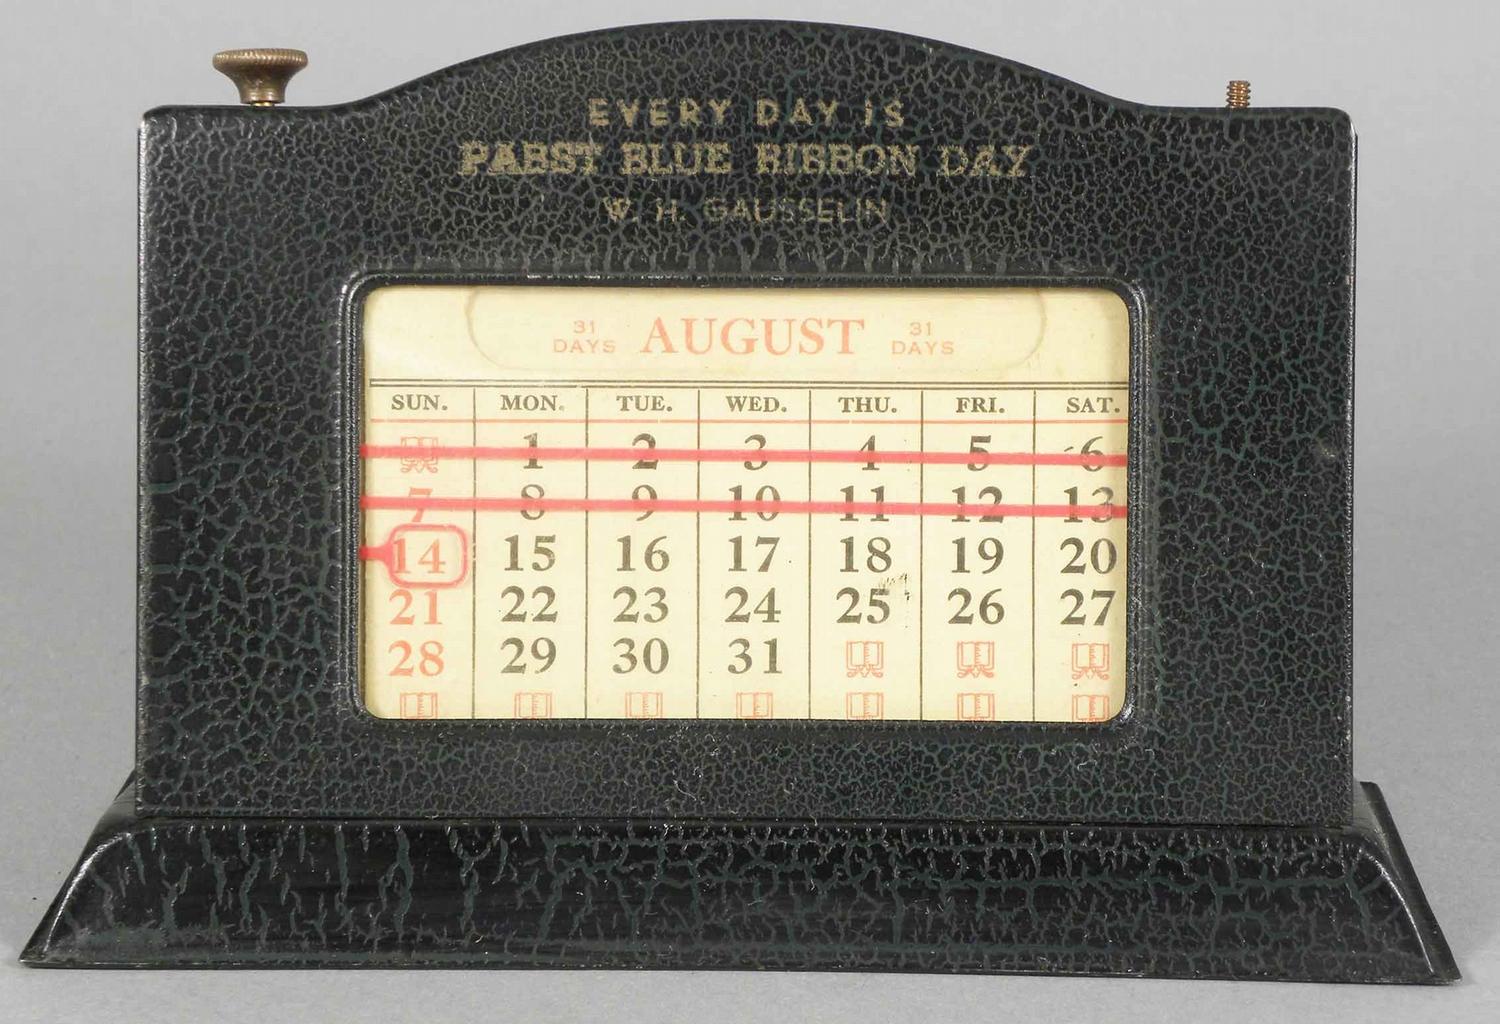 EVERY DAY IS
PABST BLUE RIBBON DAY
W. H. GAUSSELIN
31 DAYS AUGUST 31 DAYS
SUN. MON. TUE. WED. THU. FRI. SAT.
1 2 3 4 5 6
7 8 9 10 11 12 13
14 15 16 17 18 19 20
21 22 23 24 25 26 27
28 29 30 31